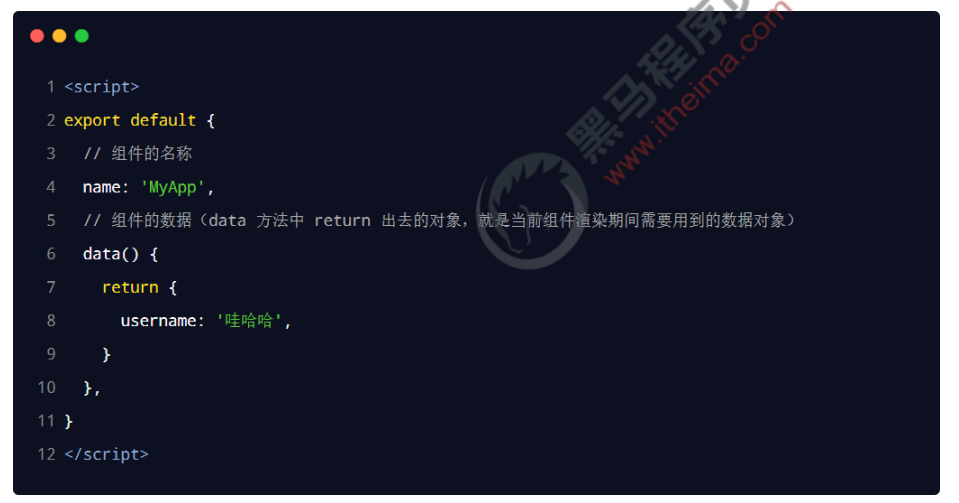 黑马程序员
www.itheima.com
1 <script>
2 export default {
3   // 组件的名称
4   name: 'MyApp',
5   // 组件的数据（data 方法中 return 出去的对象，就是当前组件渲染期间需要用到的数据对象）
6   data() {
7     return {
8       username: '哇哈哈',
9     }
10   },
11 }
12 </script>